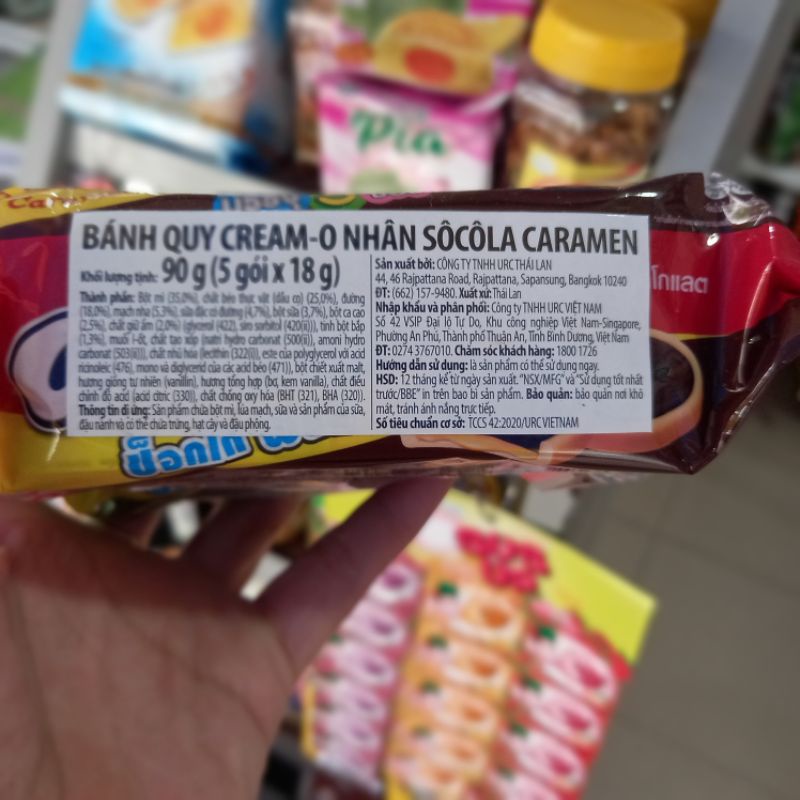 Pía
BÁNH QUY CREAM-O NHÂN SÔCÔLA CARAMEN
Khối lượng tịnh: 90 g (5 gói x 18 g)
Thành phần: Bột mì (35,0%), chất béo thực vật (dầu cọ) (25,0%), đường
(18,0%), mạch nha (5,3%), sữa đặc có đường (4,7%), bột sữa (3,7%), bột ca cao
(2,5%), chất giữ ẩm (2,0%) (glycerol (422), siro sorbitol (420(ii)), tinh bột bắp
(1,3%), muối i-ốt, chất tạo xốp (natri hydro carbonat (500(ii)), amoni hydro
carbonat (503(ii))), chất nhũ hóa (lecithin (322(i)), este của polyglycerol với acid
ricinoleic (476), mono và diglycerid của các acid béo (471)), bột chiết xuất malt,
hương giống tự nhiên (vanillin), hương tổng hợp (bơ, kem vanilla), chất điều
chỉnh độ acid (acid citric (330)), chất chống oxy hóa (BHT (321), BHA (320)).
Thông tin dị ứng: Sản phẩm chứa bột mì, lúa mạch, sữa và sản phẩm của sữa,
đậu nành và có thể chứa trứng, hạt cây và đậu phộng.
Sản xuất bởi: CÔNG TY TNHH URC THÁI LAN
44, 46 Rajpattana Road, Rajpattana, Sapansung, Bangkok 10240
ĐT: (662) 157-9480. Xuất xứ: Thái Lan
Nhập khẩu và phân phối: Công ty TNHH URC VIỆT NAM
Số 42 VSIP Đại lộ Tự Do, Khu công nghiệp Việt Nam-Singapore,
Phường An Phú, Thành phố Thuận An, Tỉnh Bình Dương, Việt Nam
ĐT: 0274 3767010. Chăm sóc khách hàng: 1800 1726
Hướng dẫn sử dụng: là sản phẩm có thể sử dụng ngay.
HSD: 12 tháng kể từ ngày sản xuất. "NSX/MFG" và "Sử dụng tốt nhất
trước/BBE" in trên bao bì sản phẩm. Bảo quản: bảo quản nơi khô
mát, tránh ánh nắng trực tiếp.
Số tiêu chuẩn cơ sở: TCCS 42:2020/URC VIETNAM